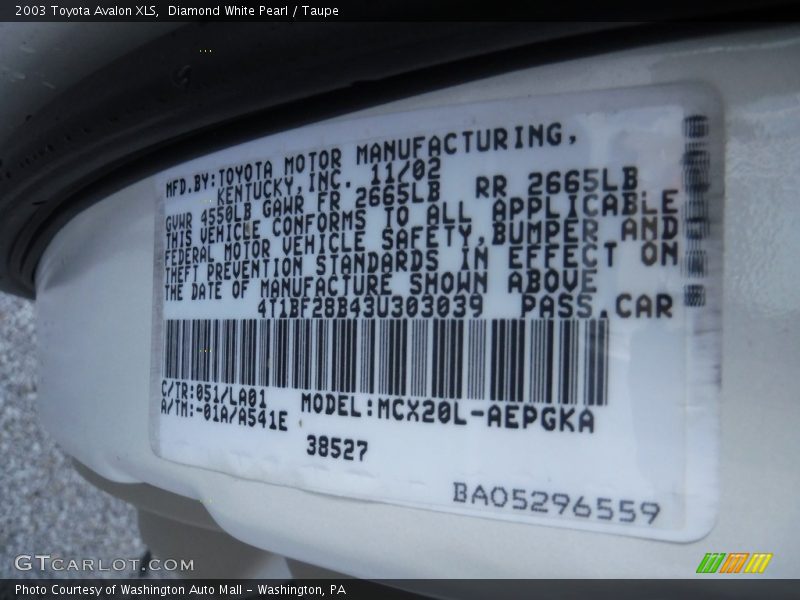 2003 Toyota Avalon XLS,  Diamond White Pearl / Taupe
MFD.BY:TOYOTA MOTOR MANUFACTURING,
KENTUCKY,INC. 11/02
GVWR 4550LB GAWR FR 2665LB RR 2665LB
THIS VEHICLE CONFORMS TO ALL APPLICABLE
FEDERAL MOTOR VEHICLE SAFETY,BUMPER AND
THEFT PREVENTION STANDARDS IN EFFECT ON
THE DATE OF MANUFACTURE SHOWN ABOVE
4T1BF28B43U303039 PASS.CAR
C/TR:051/LA01 MODEL:MCX20L-AEPGKA
A/TM:-01A/A541E
38527
BA05296559
GTCARLOT.COM
Photo Courtesy of Washington Auto Mall – Washington, PA